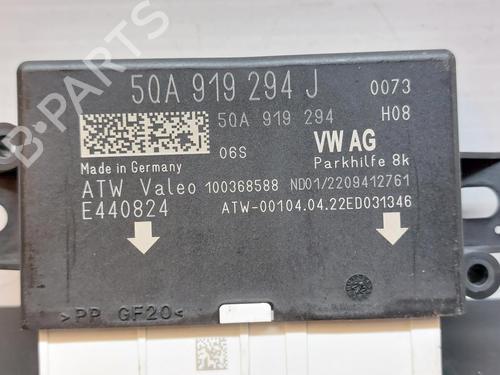 5QA 919 294 J
0073
5QA 919 294
H08
06S
VW AG
Made in Germany
Parkhilfe 8k
ATW Valeo 100368588 ND01/2209412761
E440824
ATW-00104.04.22ED031346
>PP GF20<
B-PARTS